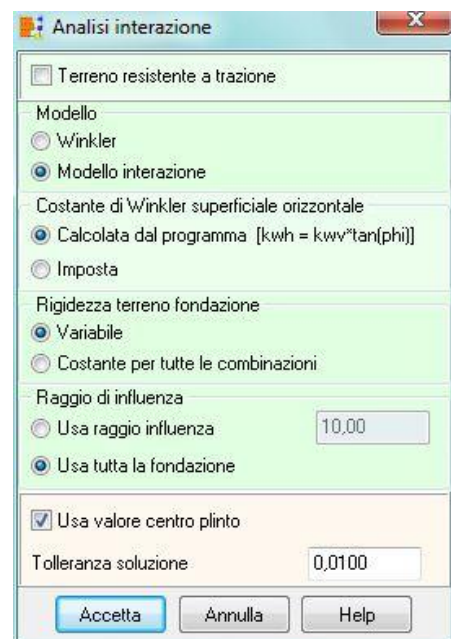 Analisi interazione
Terreno resistente a trazione
Modello
Winkler
Modello interazione
Costante di Winkler superficiale orizzontale
Calcolata dal programma [kwh = kwv*tan(phi)]
Imposta
Rigidezza terreno fondazione
Variabile
Costante per tutte le combinazioni
Raggio di influenza
Usa raggio influenza 10,00
Usa tutta la fondazione
Usa valore centro plinto
Tolleranza soluzione 0,0100
Accetta Annulla Help